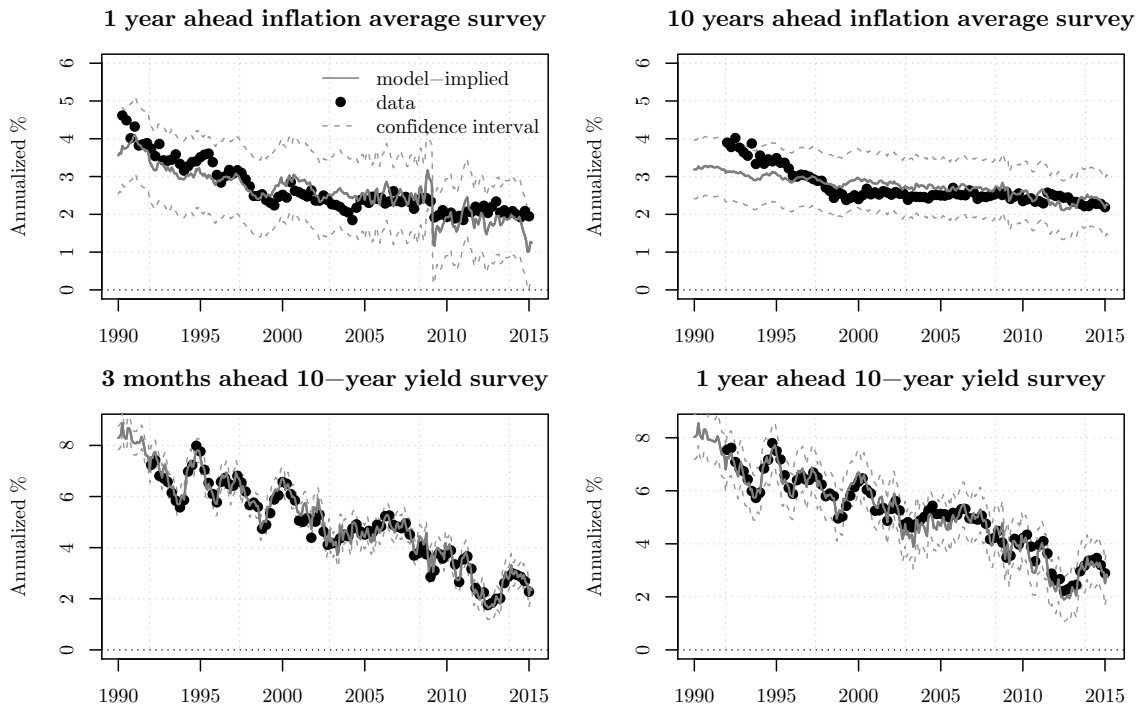 1 year ahead inflation average survey
Annualized %
6
5
4
3
2
1
0
model−implied
data
confidence interval
1990 1995 2000 2005 2010 2015
10 years ahead inflation average survey
Annualized %
6
5
4
3
2
1
0
1990 1995 2000 2005 2010 2015
3 months ahead 10−year yield survey
Annualized %
8
6
4
2
0
1990 1995 2000 2005 2010 2015
1 year ahead 10−year yield survey
Annualized %
8
6
4
2
0
1990 1995 2000 2005 2010 2015